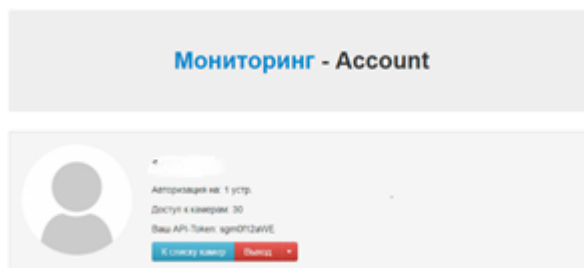 Мониторинг - Account
Авторизация на: 1 устр.
Доступ к камерам: 30
Ваш API-Token:
К списку камер Выход